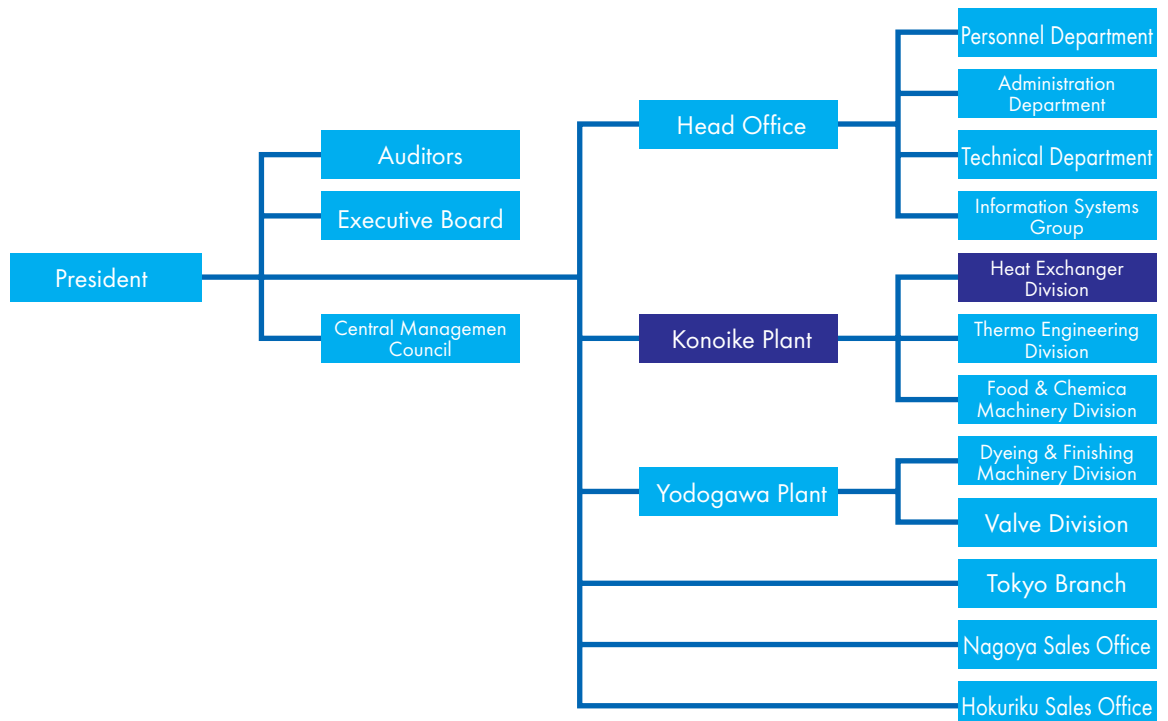 President
Auditors
Executive Board
Central Managemen
Council
Head Office
Konoike Plant
Yodogawa Plant
Personnel Department
Administration
Department
Technical Department
Information Systems
Group
Heat Exchanger
Division
Thermo Engineering
Division
Food & Chemica
Machinery Division
Dyeing & Finishing
Machinery Division
Valve Division
Tokyo Branch
Nagoya Sales Office
Hokuriku Sales Office